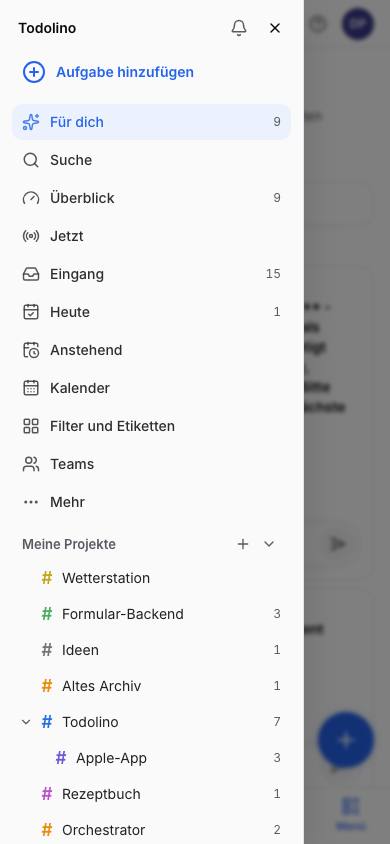 Todolino
Aufgabe hinzufügen
Für dich 9
Suche
Überblick 9
Jetzt
Eingang 15
Heute 1
Anstehend
Kalender
Filter und Etiketten
Teams
Mehr
Meine Projekte
# Wetterstation
# Formular-Backend 3
# Ideen 1
# Altes Archiv 1
# Todolino 7
# Apple-App 3
# Rezeptbuch 1
# Orchestrator 2
DP
Menü